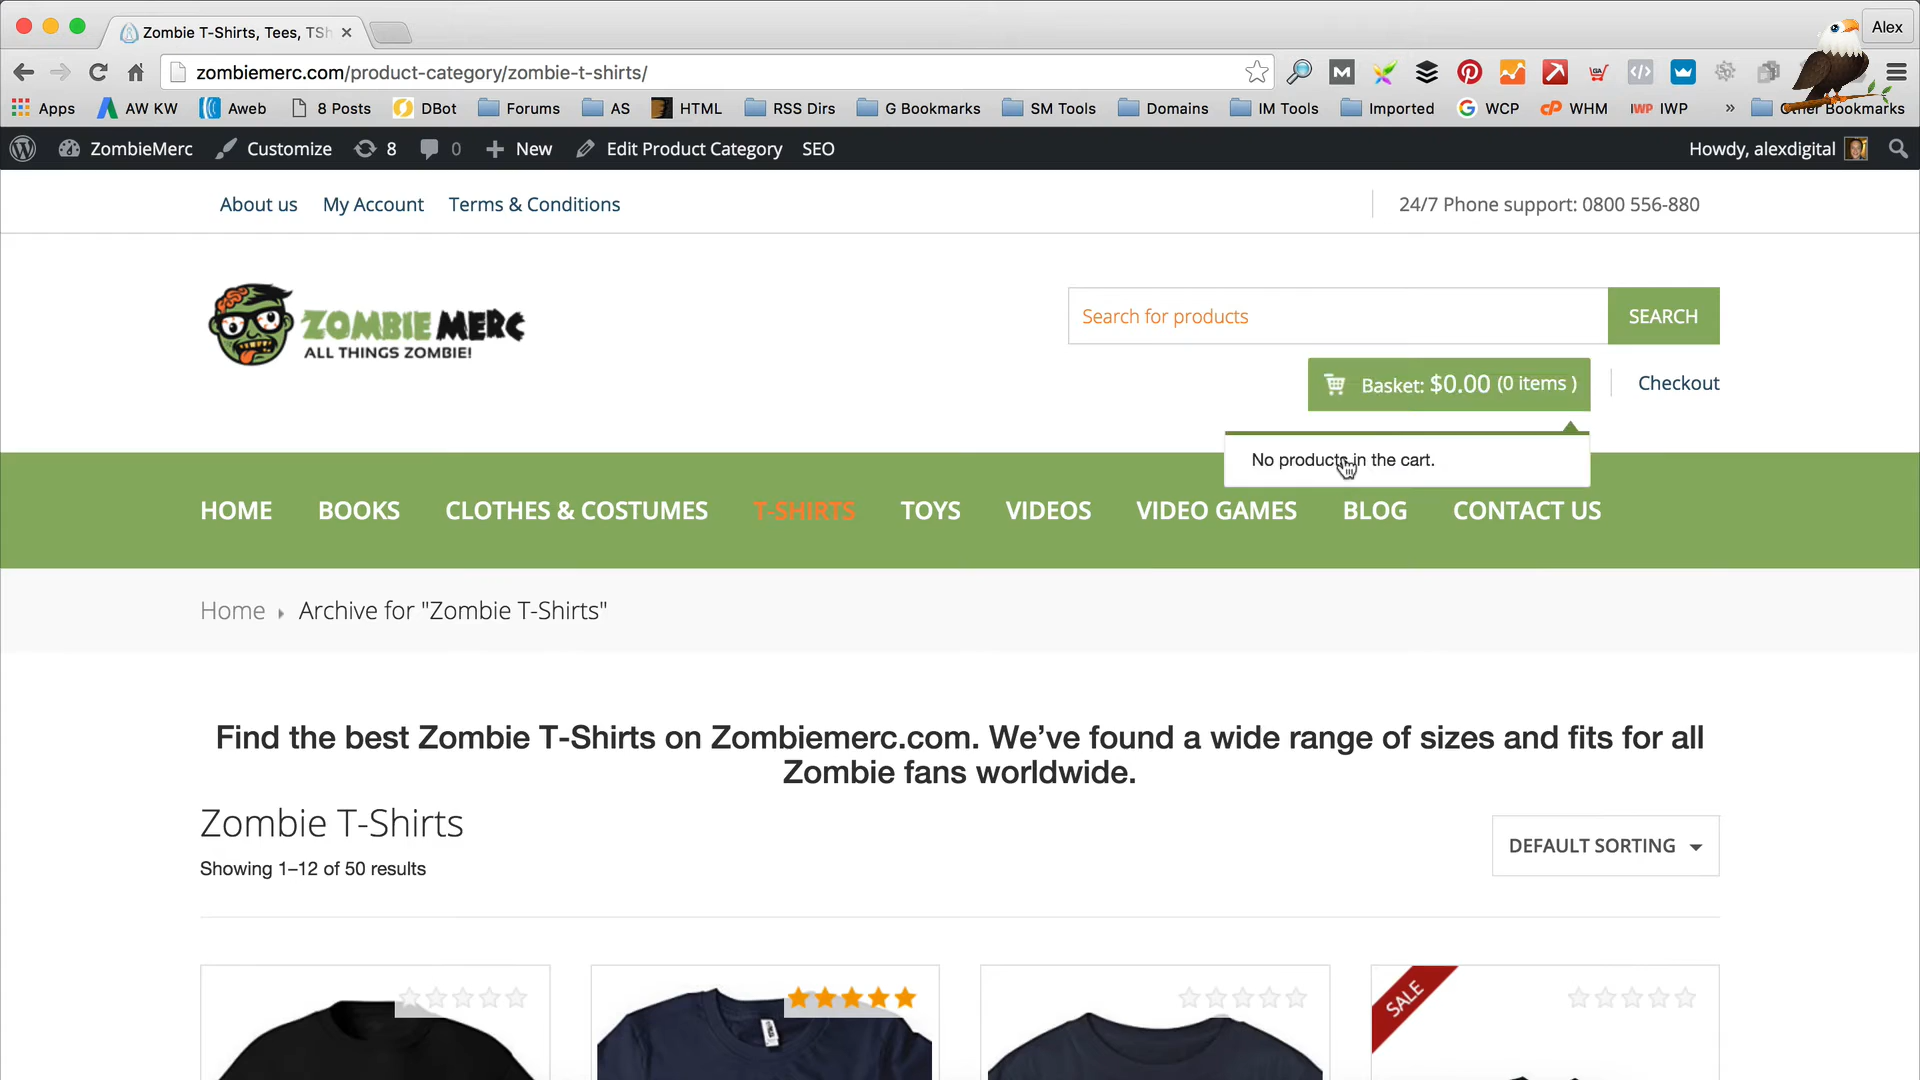 Zombie T-Shirts, Tees, TSh
Alex
zombiemerc.com/product-category/zombie-t-shirts/
Apps AW KW Aweb 8 Posts DBot Forums AS HTML RSS Dirs G Bookmarks SM Tools Domains IM Tools Imported WCP WHM IWP IWP » Other Bookmarks
ZombieMerc Customize 8 0 New Edit Product Category SEO Howdy, alexdigital
About us My Account Terms & Conditions 24/7 Phone support: 0800 556-880
ZOMBIE MERC
ALL THINGS ZOMBIE!
Search for products SEARCH
Basket: $0.00 (0 items ) Checkout
No products in the cart.
HOME BOOKS CLOTHES & COSTUMES T-SHIRTS TOYS VIDEOS VIDEO GAMES BLOG CONTACT US
Home Archive for "Zombie T-Shirts"
Find the best Zombie T-Shirts on Zombiemerc.com. We’ve found a wide range of sizes and fits for all
Zombie fans worldwide.
Zombie T-Shirts
DEFAULT SORTING
Showing 1–12 of 50 results
SALE